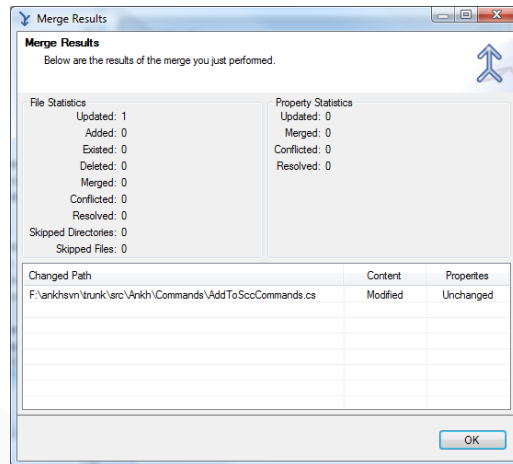 Merge Results
Merge Results
Below are the results of the merge you just performed.
File Statistics
Updated: 1
Added: 0
Existed: 0
Deleted: 0
Merged: 0
Conflicted: 0
Resolved: 0
Skipped Directories: 0
Skipped Files: 0
Property Statistics
Updated: 0
Merged: 0
Conflicted: 0
Resolved: 0
Changed Path Content Properites
F:\ankhsvn\trunk\src\Ankh\Commands\AddToSccCommands.cs Modified Unchanged
OK